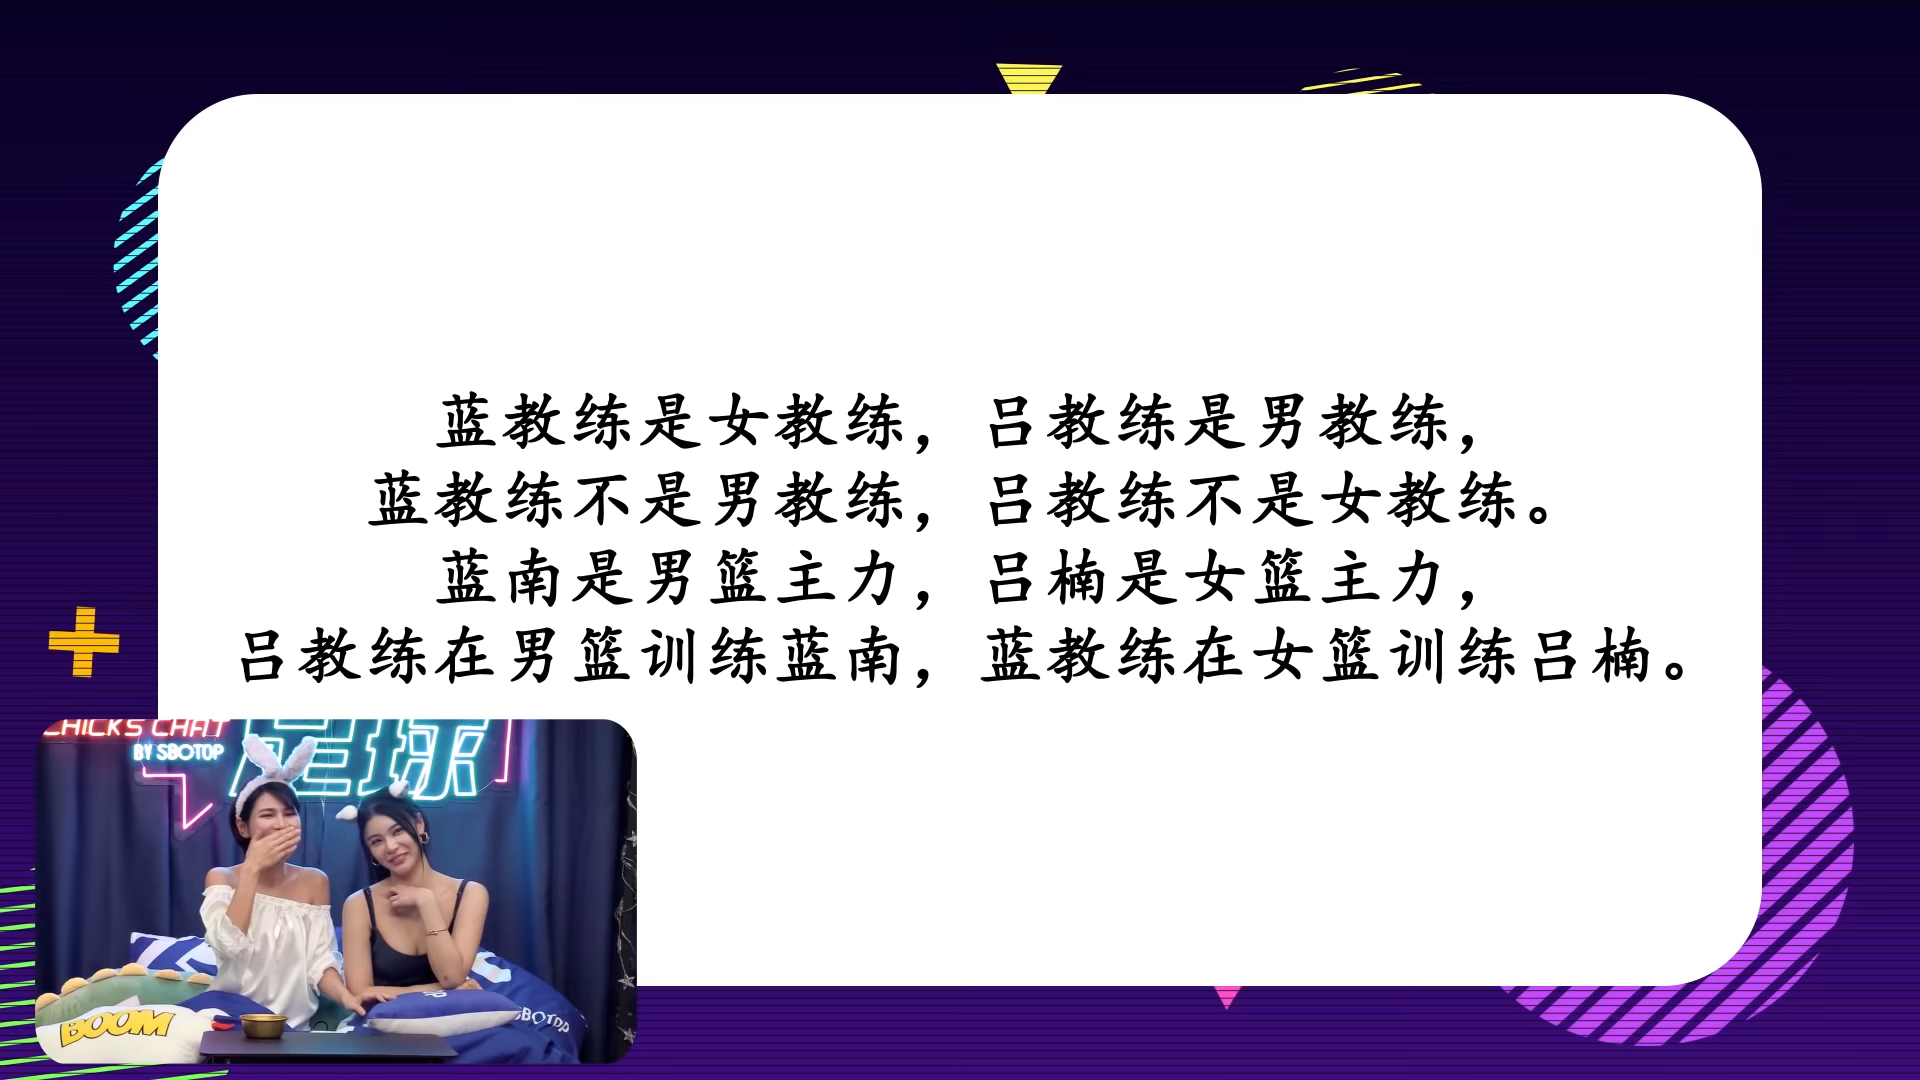 蓝教练是女教练，吕教练是男教练，
蓝教练不是男教练，吕教练不是女教练。
蓝南是男篮主力，吕楠是女篮主力，
吕教练在男篮训练蓝南，蓝教练在女篮训练吕楠。
CHICKS CHAT
BY SBOTOP
足球
BOOM
SBOTOP